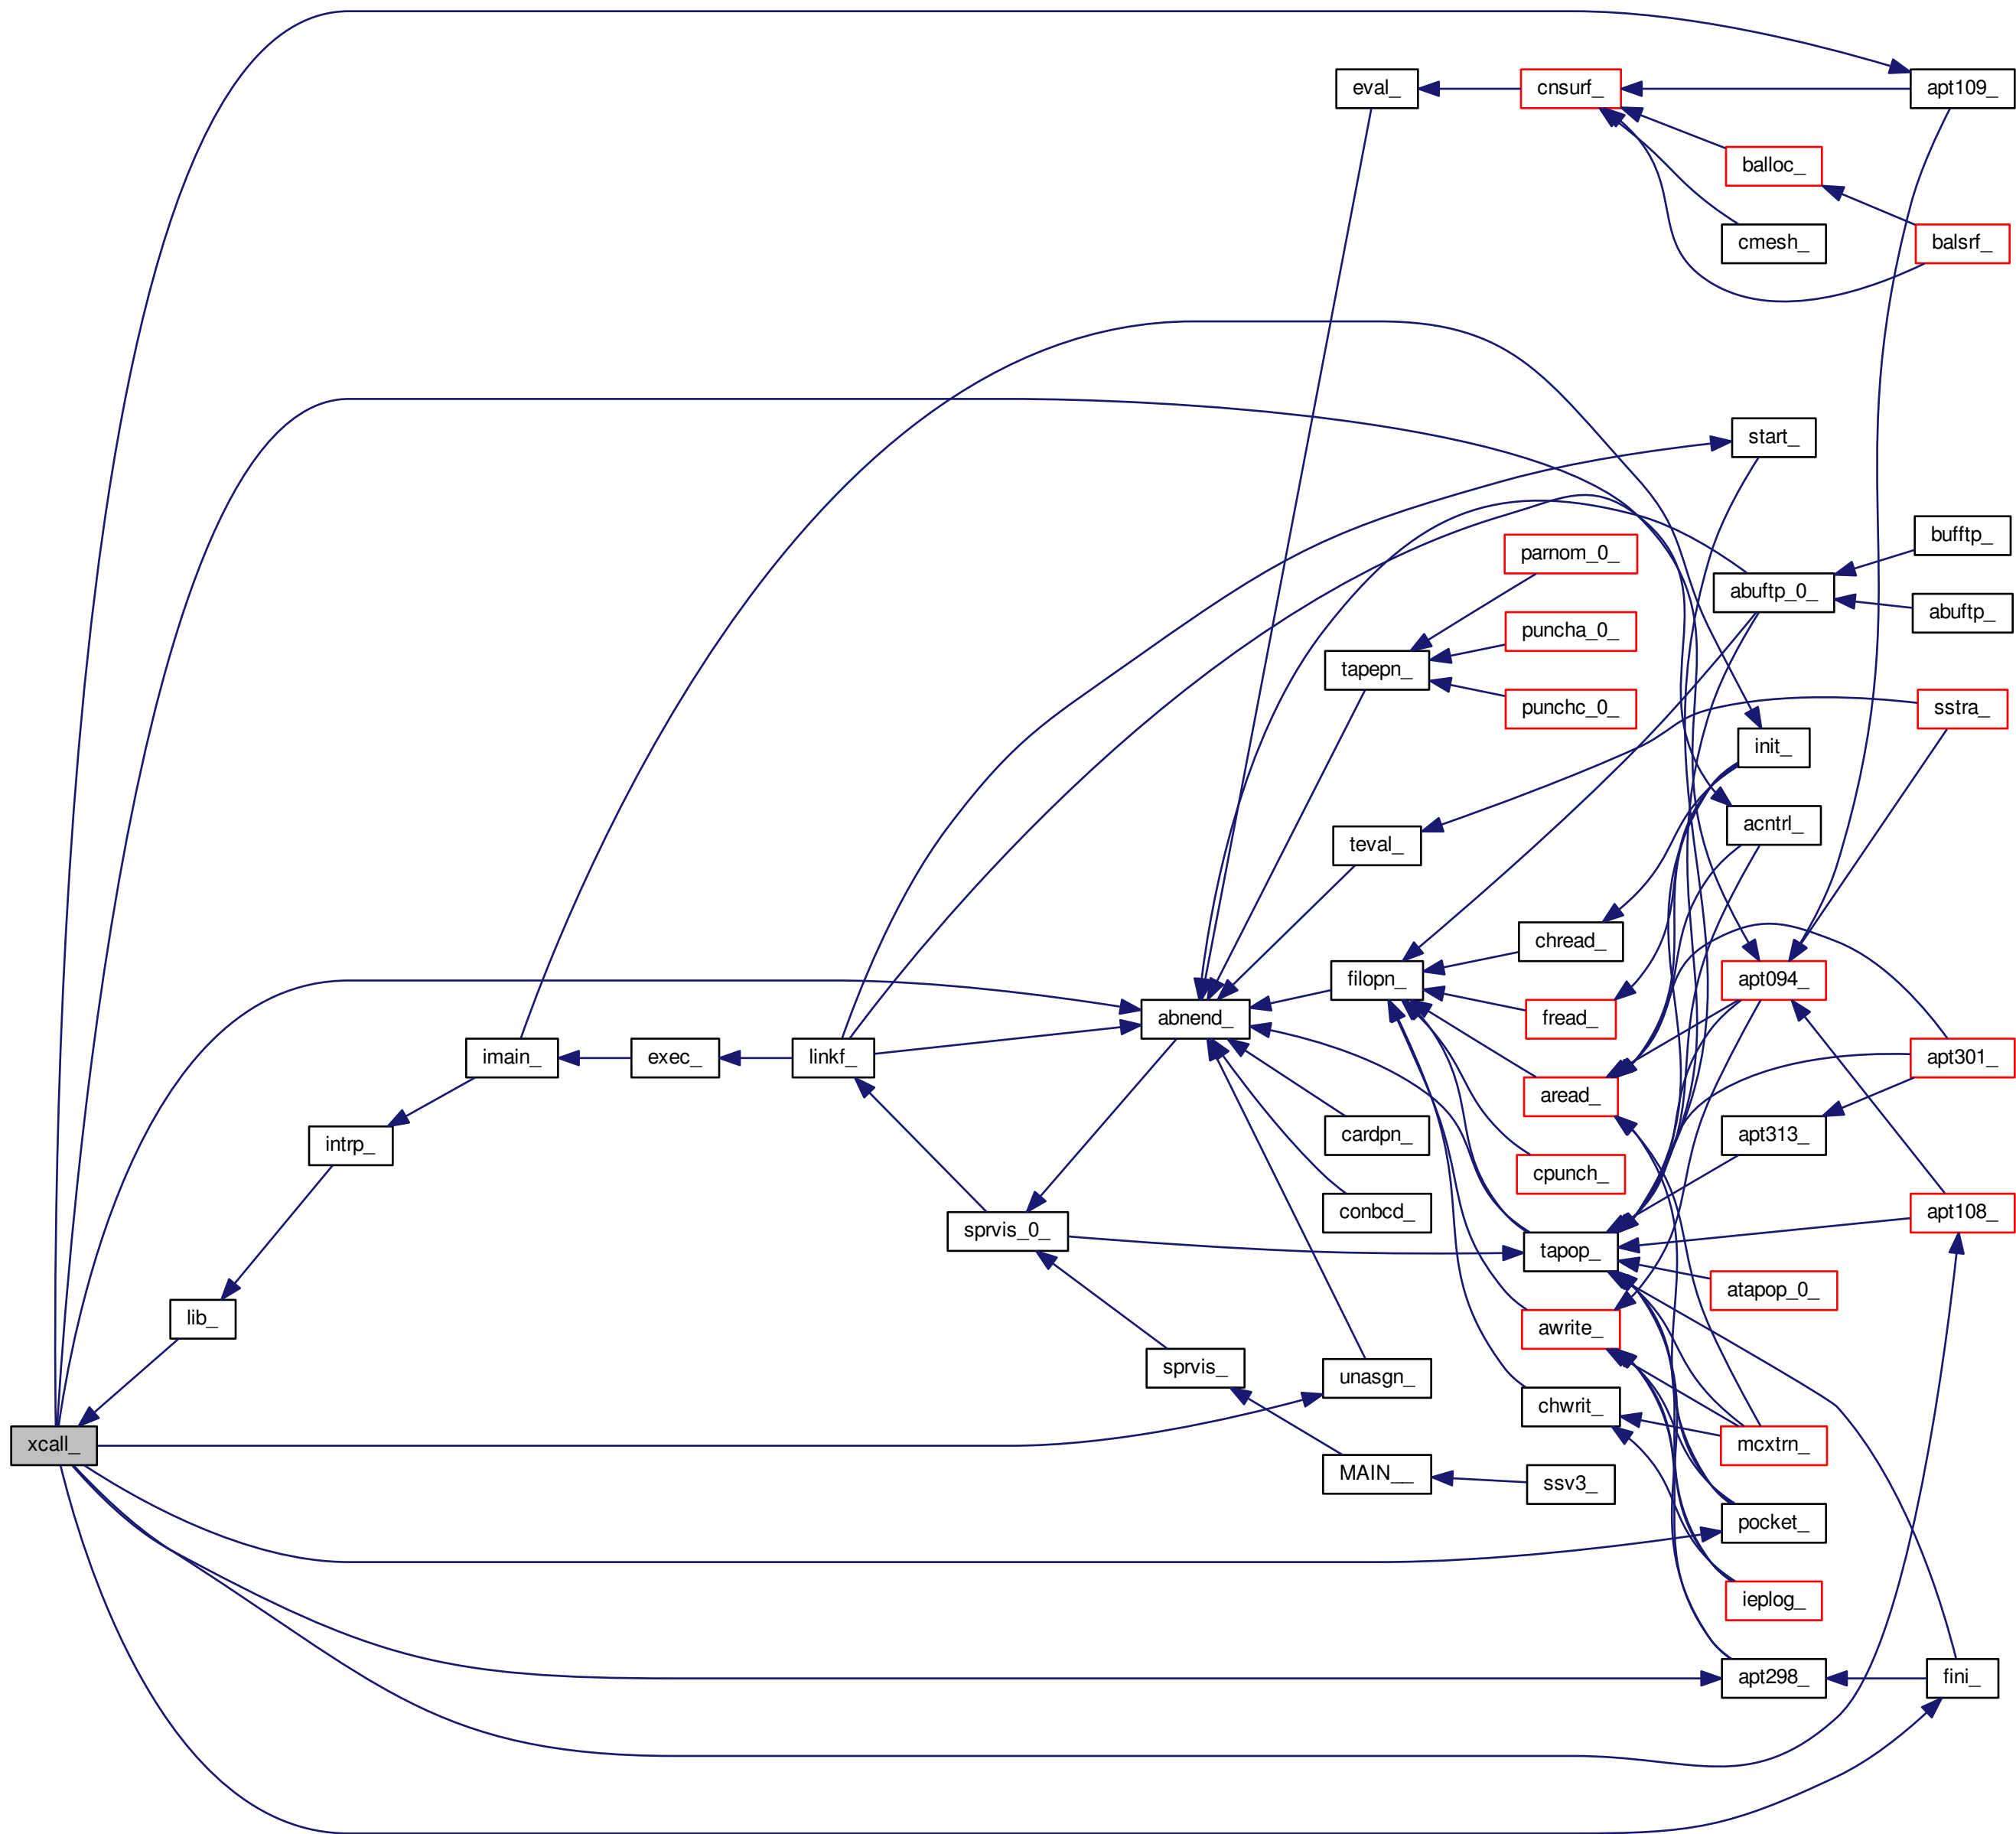 eval_
cnsurf_
apt109_
balloc_
cmesh_
balsrf_
start_
bufftp_
parnom_0_
abuftp_0_
abuftp_
puncha_0_
tapepn_
punchc_0_
sstra_
init_
acntrl_
teval_
chread_
filopn_
apt094_
fread_
abnend_
imain_
exec_
linkf_
apt301_
aread_
intrp_
cardpn_
apt313_
cpunch_
conbcd_
apt108_
sprvis_0_
tapop_
atapop_0_
lib_
awrite_
sprvis_
unasgn_
chwrit_
xcall_
mcxtrn_
MAIN__
ssv3_
pocket_
ieplog_
apt298_
fini_